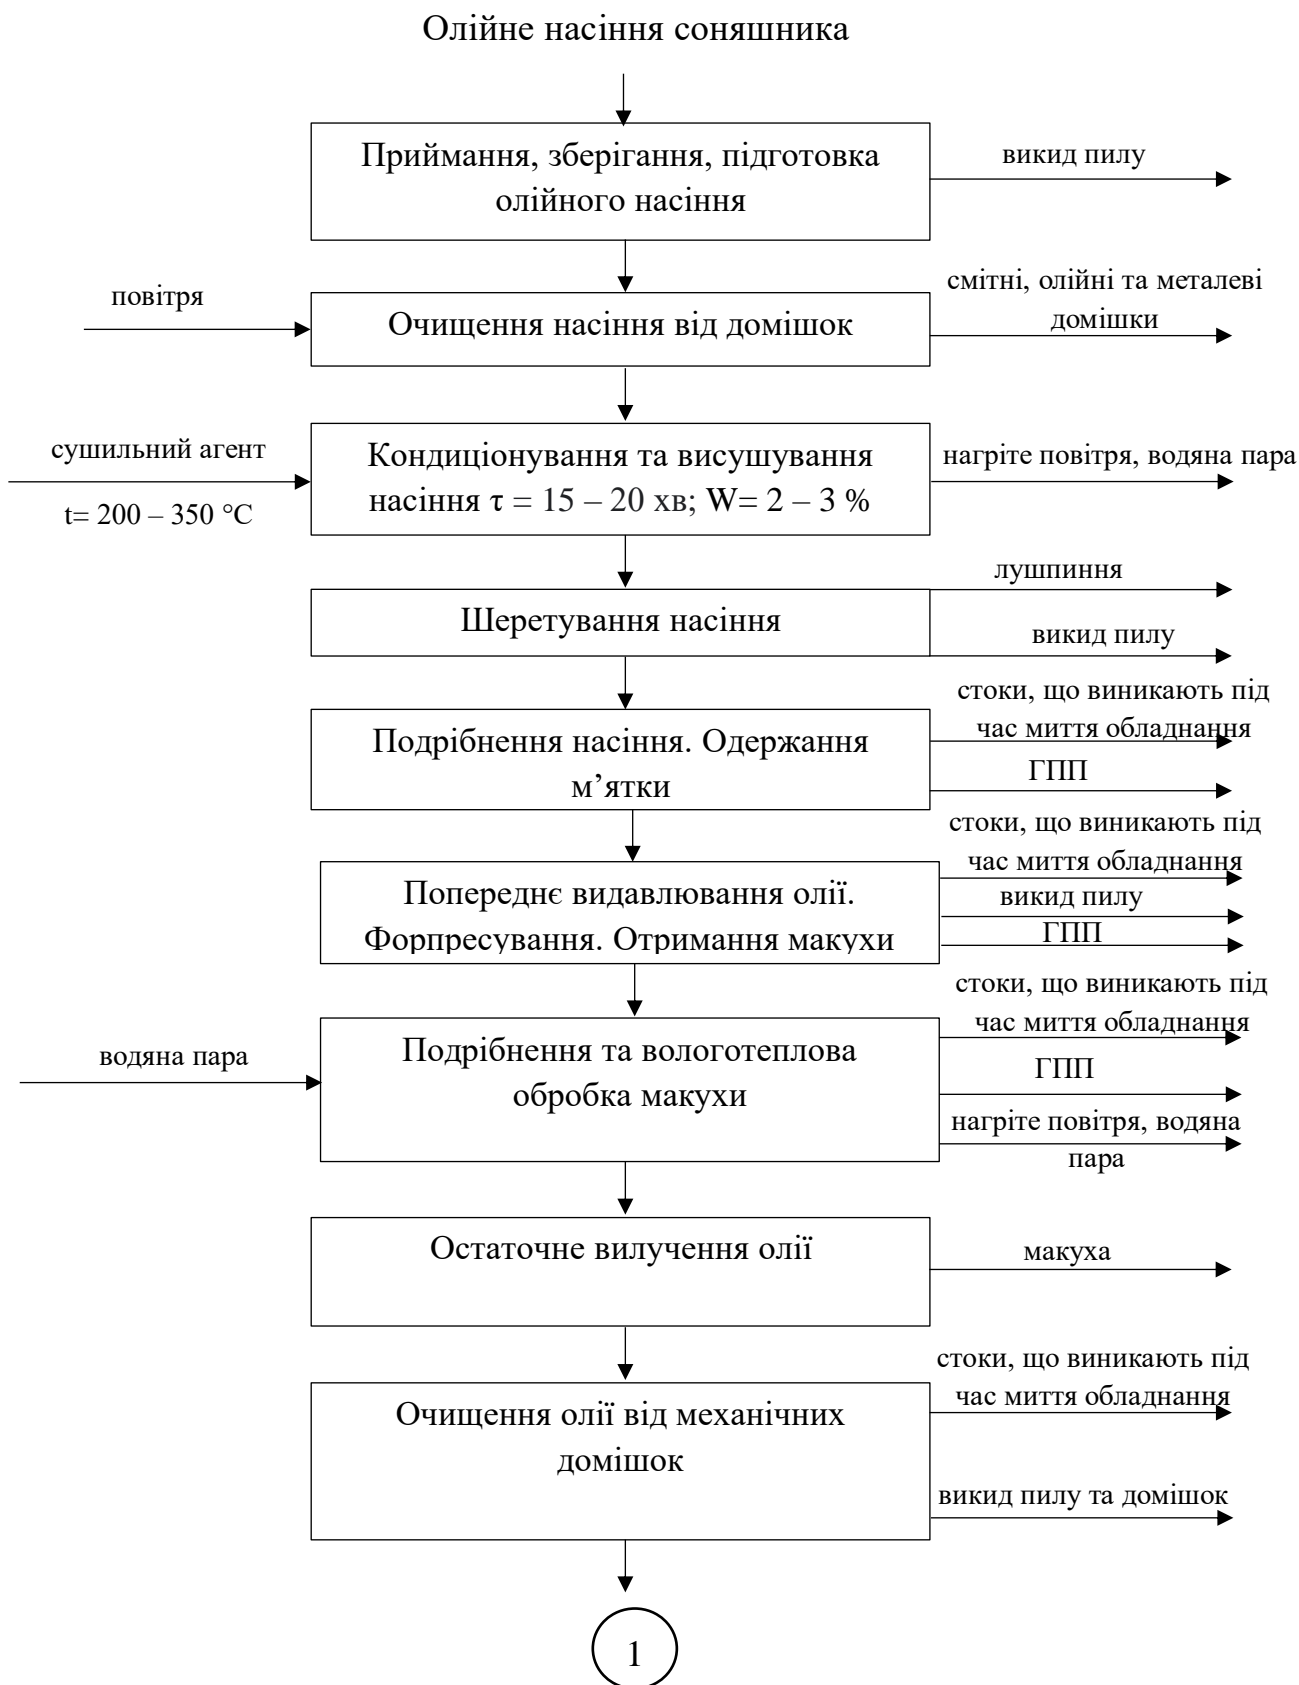 Олійне насіння соняшника
Приймання, зберігання, підготовка
олійного насіння
викид пилу
повітря
Очищення насіння від домішок
смітні, олійні та металеві
домішки
сушильний агент
t= 200 – 350 °C
Кондиціонування та висушування
насіння τ = 15 – 20 хв; W= 2 – 3 %
нагріте повітря, водяна пара
Шеретування насіння
лушпиння
викид пилу
Подрібнення насіння. Одержання
м’ятки
стоки, що виникають під
час миття обладнання
ГПП
Попереднє видавлювання олії.
Форпресування. Отримання макухи
стоки, що виникають під
час миття обладнання
викид пилу
ГПП
водяна пара
Подрібнення та вологотеплова
обробка макухи
стоки, що виникають під
час миття обладнання
ГПП
нагріте повітря, водяна
пара
Остаточне вилучення олії
макуха
Очищення олії від механічних
домішок
стоки, що виникають під
час миття обладнання
викид пилу та домішок
1